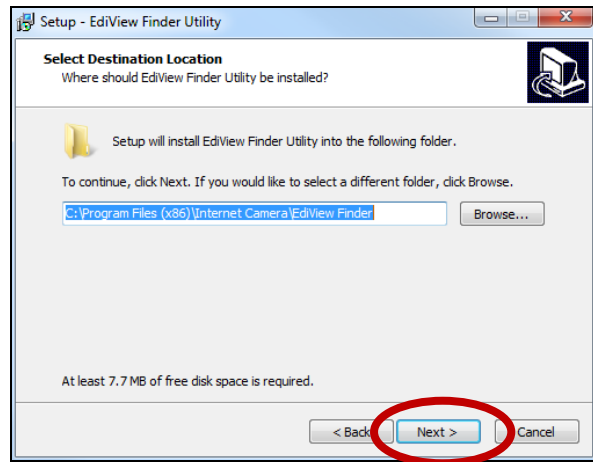 Setup - EdiView Finder Utility
Select Destination Location
Where should EdiView Finder Utility be installed?
Setup will install EdiView Finder Utility into the following folder.
To continue, click Next. If you would like to select a different folder, click Browse.
C:\Program Files (x86)\Internet Camera\EdiView Finder
Browse...
At least 7.7 MB of free disk space is required.
< Back
Next >
Cancel